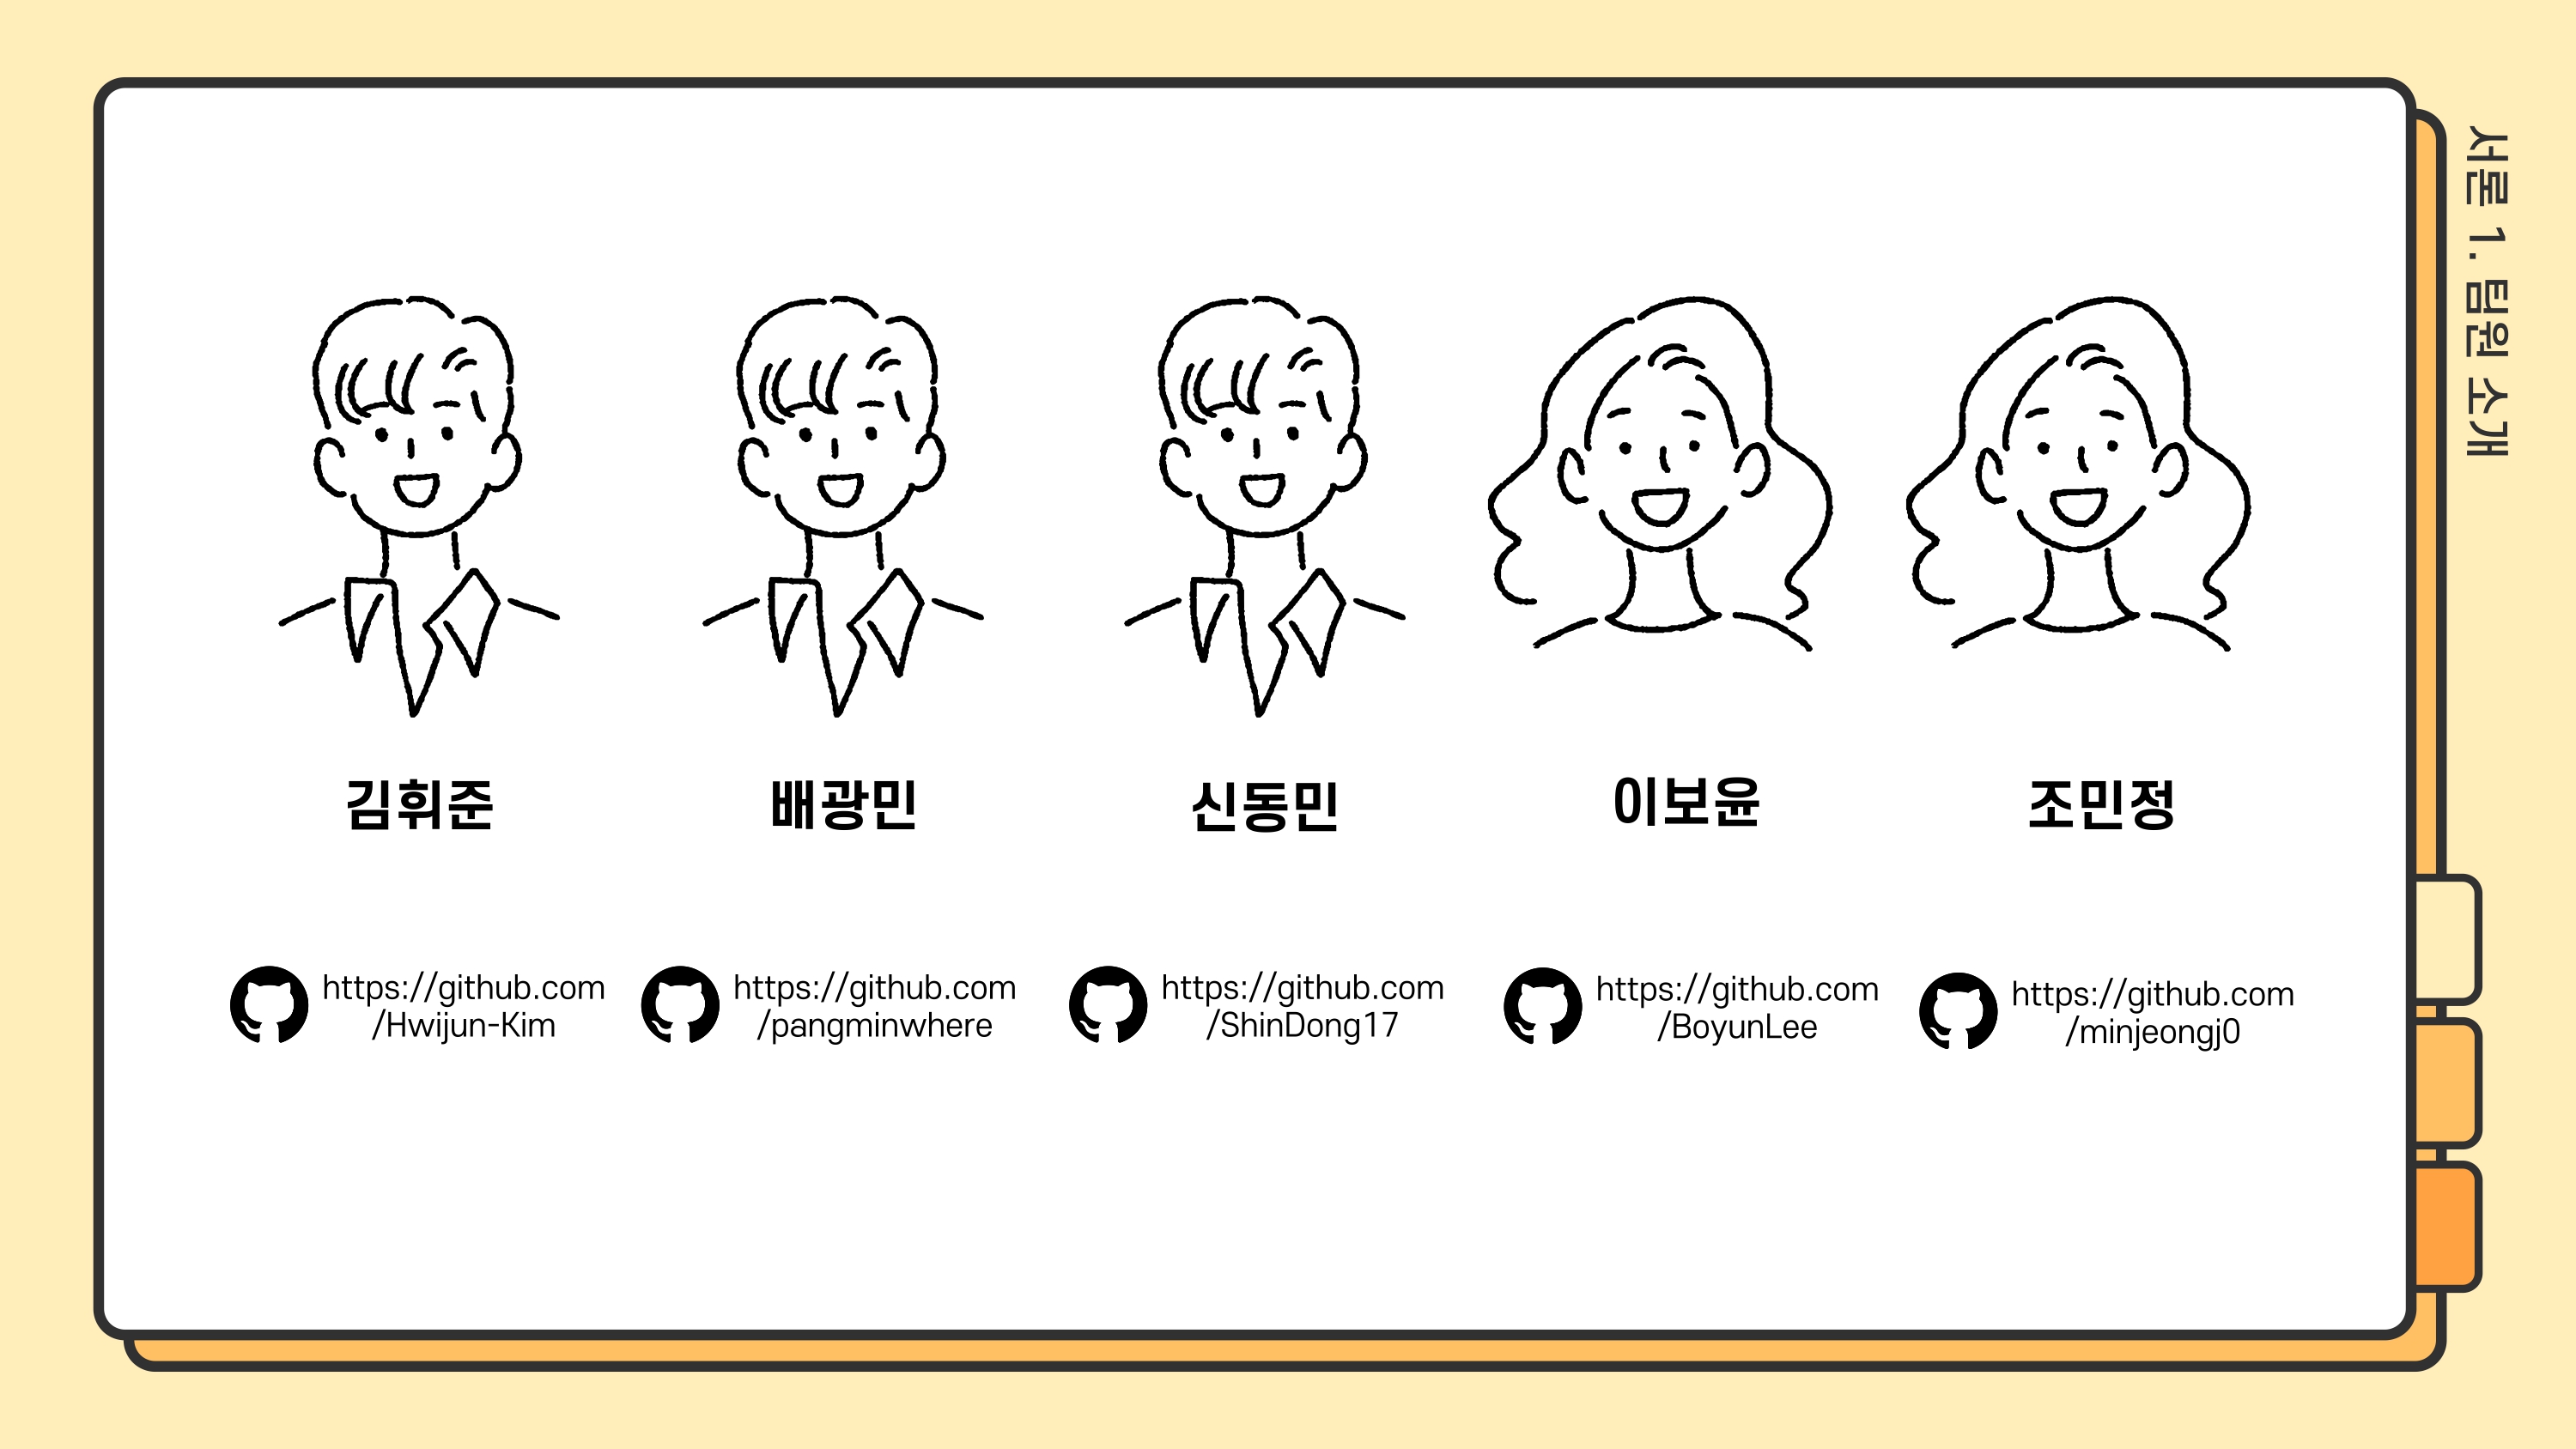 서론 1. 팀원 소개
김휘준
배광민
신동민
이보윤
조민정
https://github.com
/Hwijun-Kim
https://github.com
/pangminwhere
https://github.com
/ShinDong17
https://github.com
/BoyunLee
https://github.com
/minjeongj0